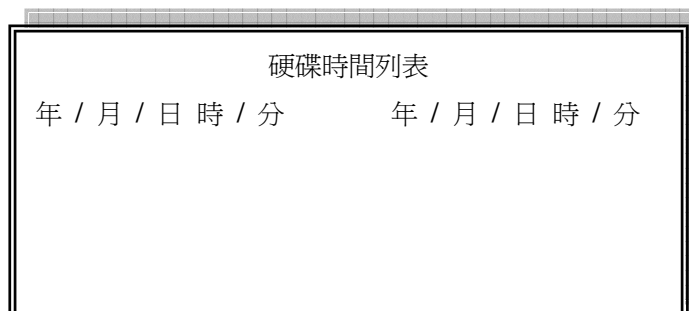 硬碟時間列表
年 / 月 / 日 時 / 分 年 / 月 / 日 時 / 分